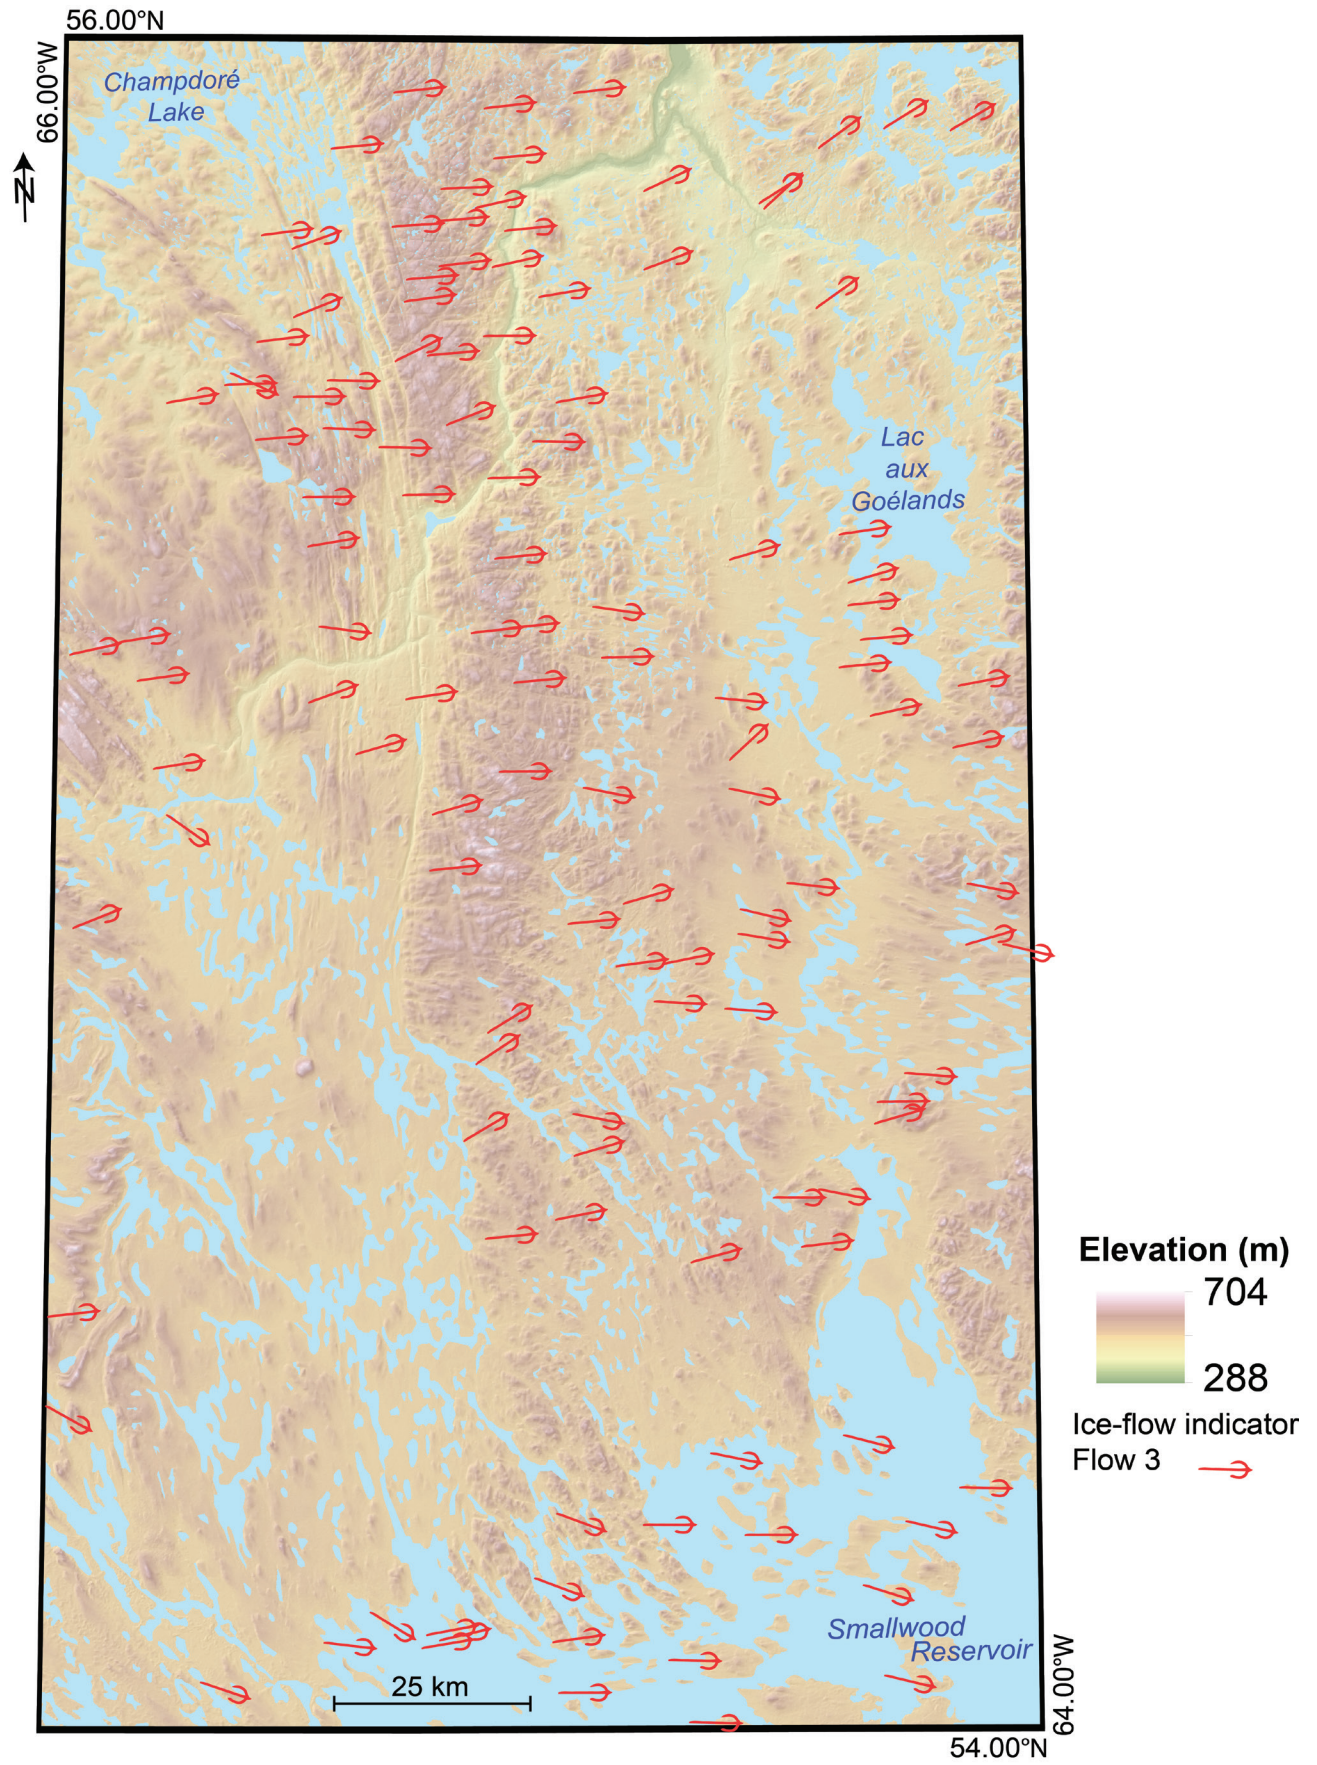 56.00°N
66.00°W
Champdoré
Lake
N
Lac
aux
Goélands
Elevation (m)
704
288
Ice-flow indicator
Flow 3
Smallwood
Reservoir
25 km
64.00°W
54.00°N